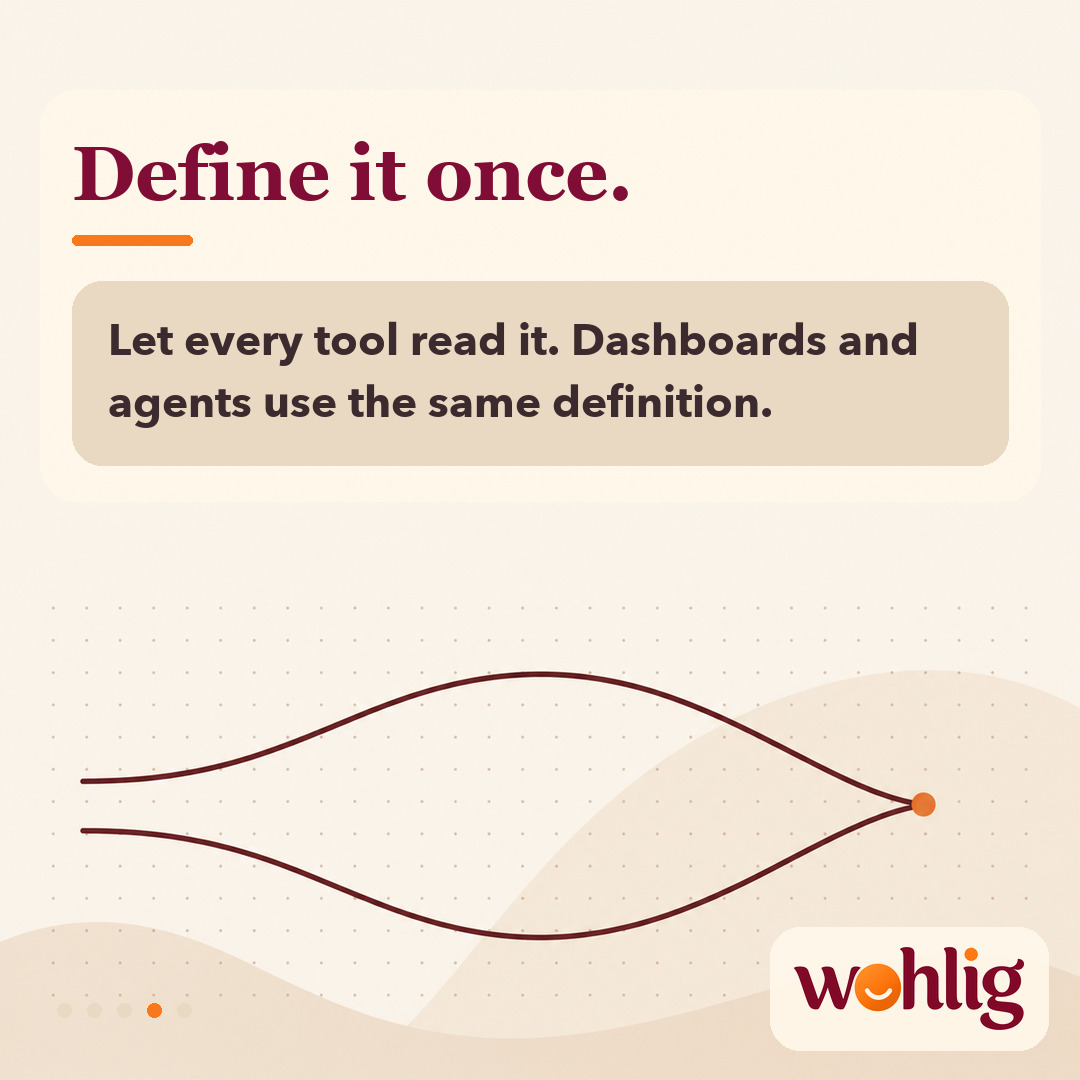 Define it once.
Let every tool read it. Dashboards and
agents use the same definition.
wohlig